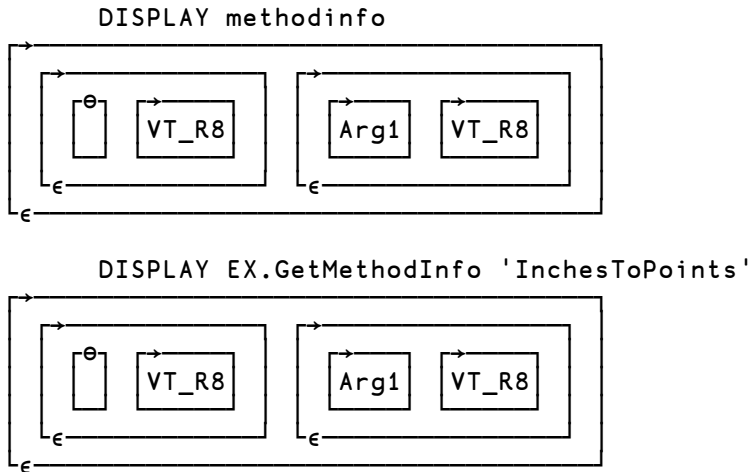 DISPLAY methodinfo
┌→────────────────────────────────────┐
│ ┌→────────────┐ ┌→────────────────┐ │
│ │ ┌⊖┐ ┌→────┐ │ │ ┌→───┐ ┌→────┐ │ │
│ │ │ │ │VT_R8│ │ │ │Arg1│ │VT_R8│ │ │
│ │ └─┘ └─────┘ │ │ └────┘ └─────┘ │ │
│ └∊────────────┘ └∊────────────────┘ │
└∊────────────────────────────────────┘
DISPLAY EX.GetMethodInfo 'InchesToPoints'
┌→────────────────────────────────────┐
│ ┌→────────────┐ ┌→────────────────┐ │
│ │ ┌⊖┐ ┌→────┐ │ │ ┌→───┐ ┌→────┐ │ │
│ │ │ │ │VT_R8│ │ │ │Arg1│ │VT_R8│ │ │
│ │ └─┘ └─────┘ │ │ └────┘ └─────┘ │ │
│ └∊────────────┘ └∊────────────────┘ │
└∊────────────────────────────────────┘